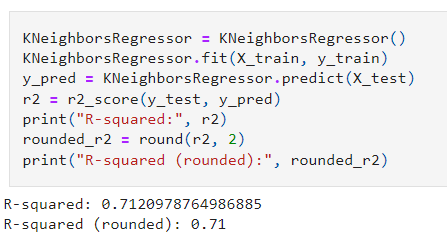 KNeighborsRegressor = KNeighborsRegressor()
KNeighborsRegressor.fit(X_train, y_train)
y_pred = KNeighborsRegressor.predict(X_test)
r2 = r2_score(y_test, y_pred)
print("R-squared:", r2)
rounded_r2 = round(r2, 2)
print("R-squared (rounded):", rounded_r2)
R-squared: 0.7120978764986885
R-squared (rounded): 0.71